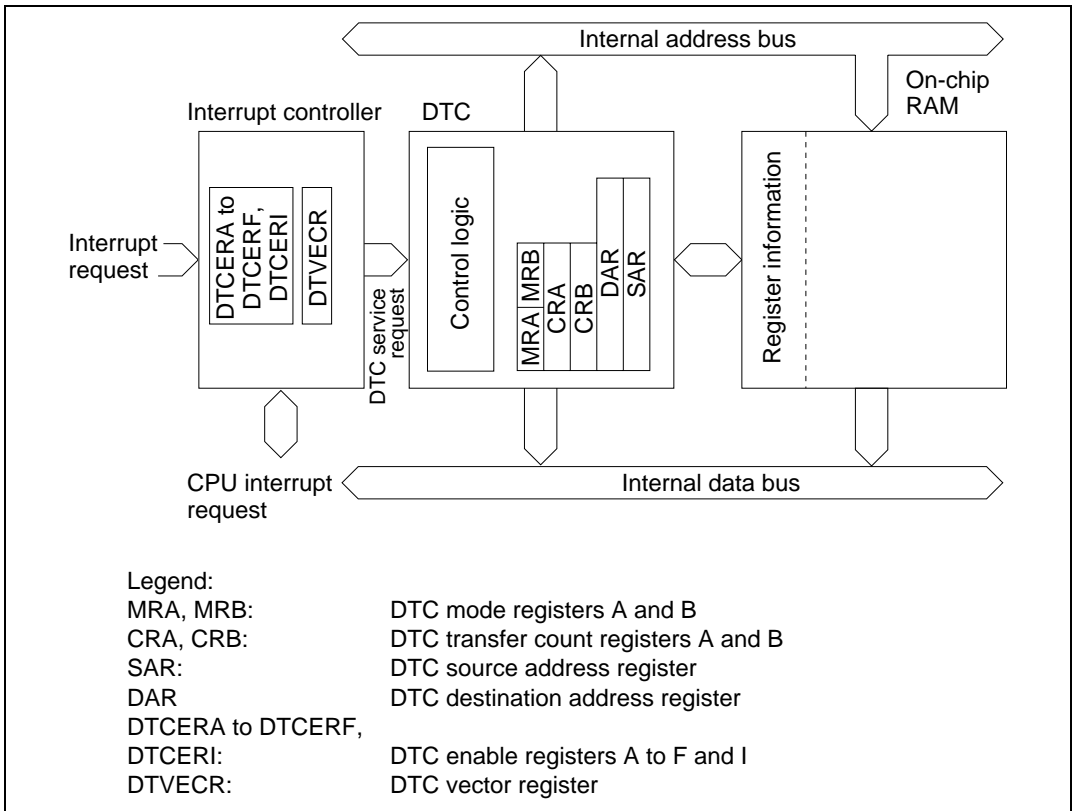 Internal address bus
On-chip
RAM
Interrupt controller
DTC
Interrupt
request
DTCERA to
DTCERF,
DTCERI
DTVECR
DTC service
request
Control logic
MRA MRB
CRA
CRB
DAR
SAR
Register information
CPU interrupt
request
Internal data bus
Legend:
MRA, MRB: DTC mode registers A and B
CRA, CRB: DTC transfer count registers A and B
SAR: DTC source address register
DAR DTC destination address register
DTCERA to DTCERF,
DTCERI: DTC enable registers A to F and I
DTVECR: DTC vector register